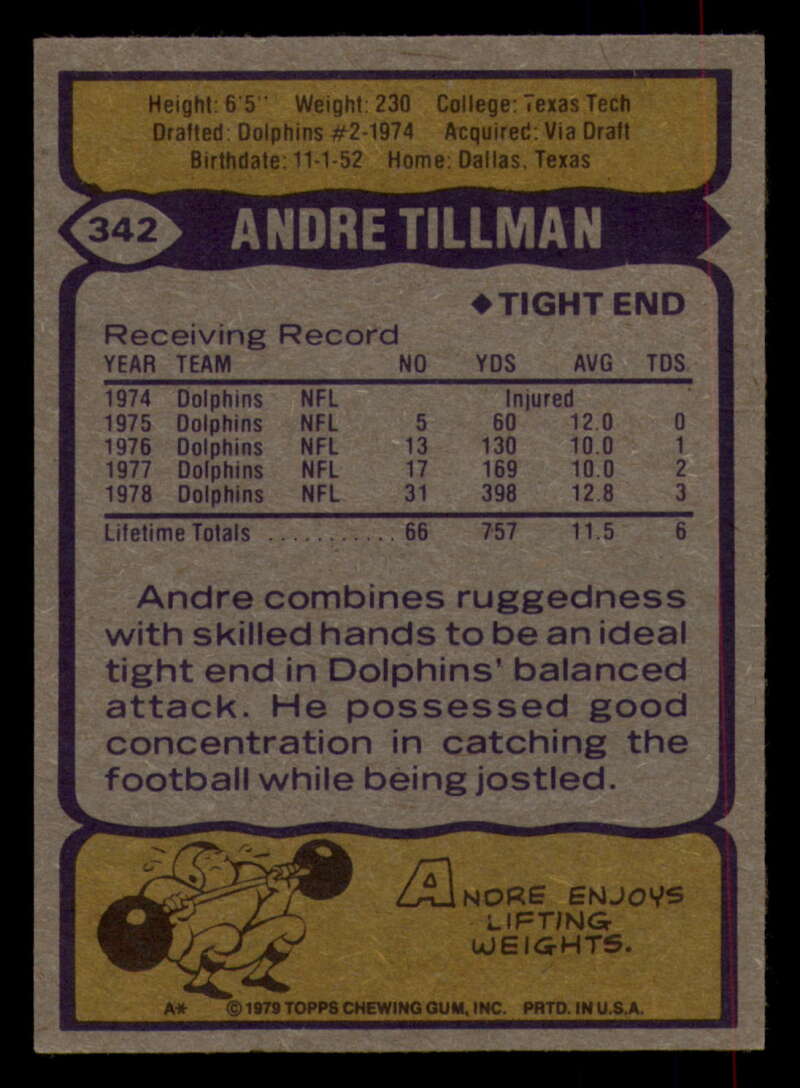 Height: 6'5" Weight: 230 College: Texas Tech
Drafted: Dolphins #2-1974 Acquired: Via Draft
Birthdate: 11-1-52 Home: Dallas, Texas
342 ANDRE TILLMAN
◆TIGHT END
Receiving Record
YEAR TEAM NO YDS AVG TDS
1974 Dolphins NFL Injured
1975 Dolphins NFL 5 60 12.0 0
1976 Dolphins NFL 13 130 10.0 1
1977 Dolphins NFL 17 169 10.0 2
1978 Dolphins NFL 31 398 12.8 3
Lifetime Totals ........... 66 757 11.5 6
Andre combines ruggedness
with skilled hands to be an ideal
tight end in Dolphins' balanced
attack. He possessed good
concentration in catching the
football while being jostled.
ANDRE ENJOYS
LIFTING
WEIGHTS.
A* © 1979 TOPPS CHEWING GUM, INC. PRTD. IN U.S.A.